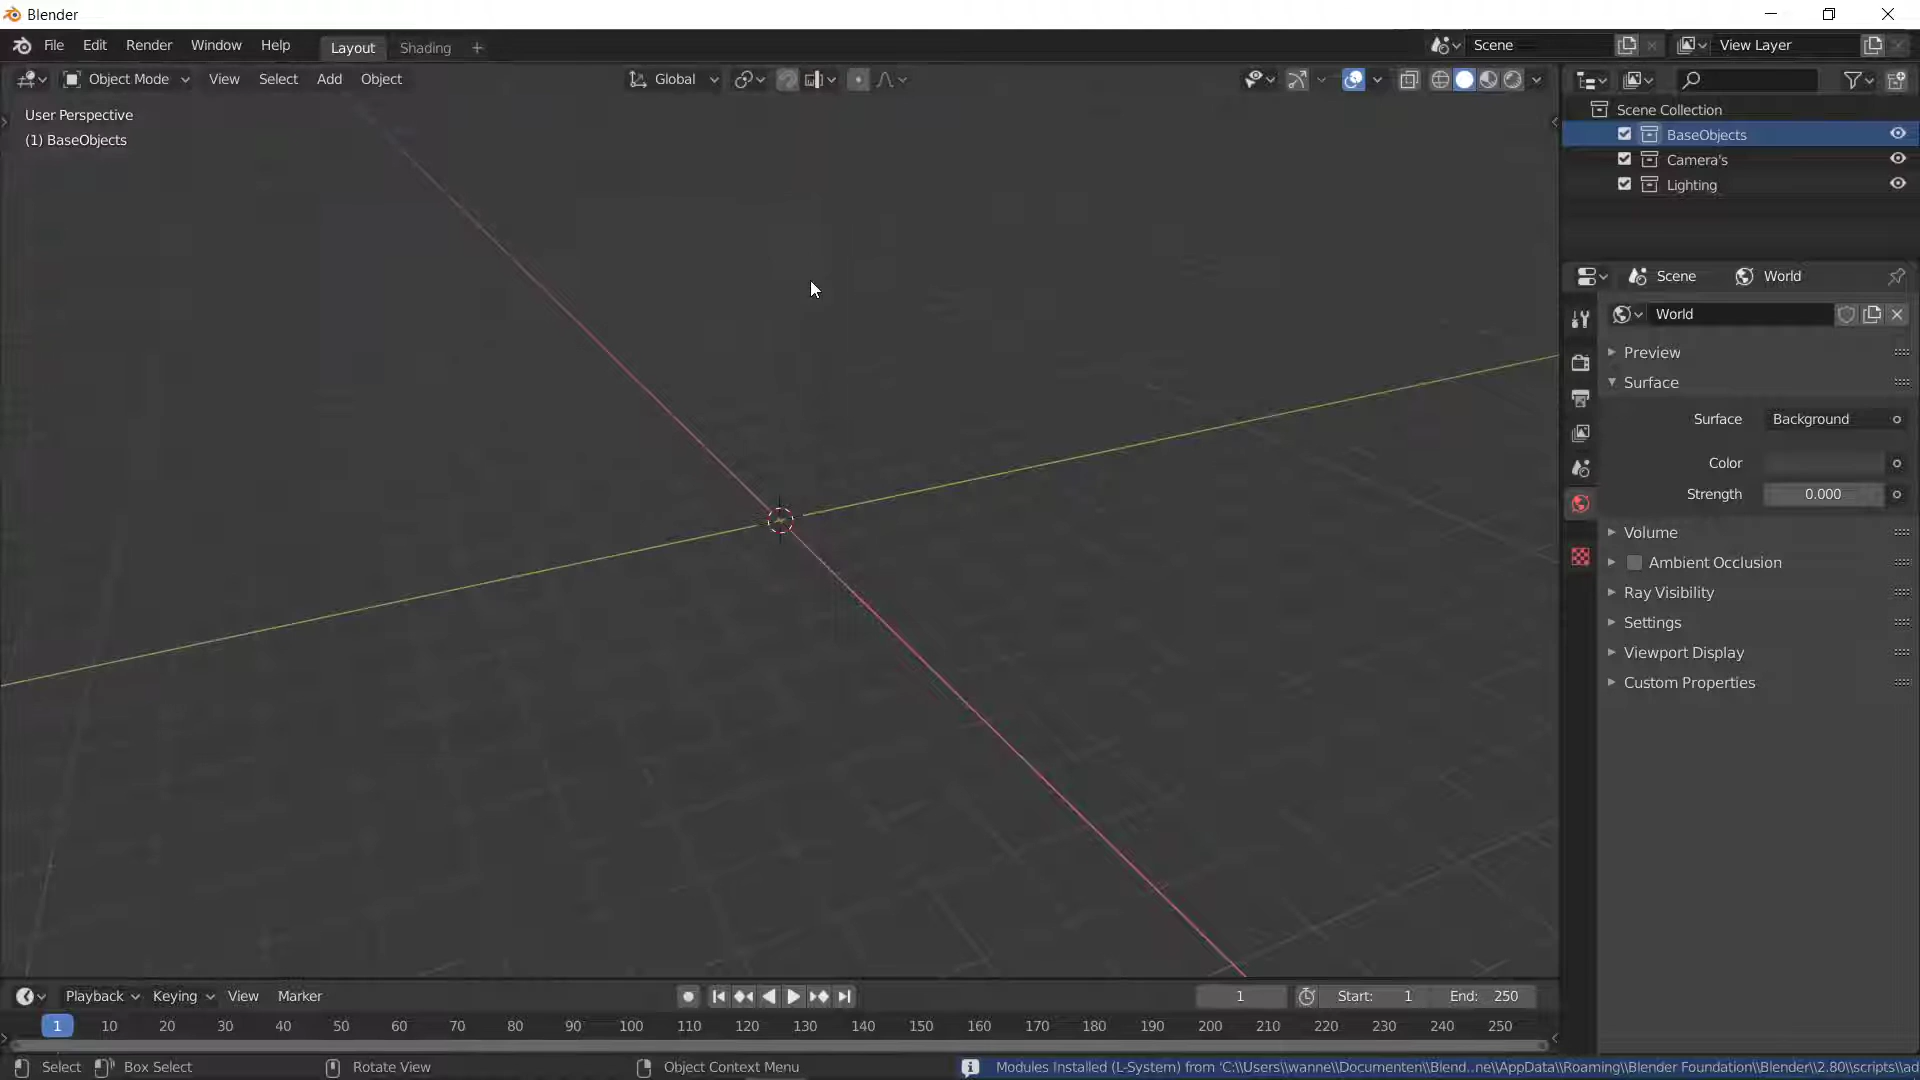 Blender
File Edit Render Window Help Layout Shading + Scene View Layer
Object Mode View Select Add Object Global
User Perspective
(1) BaseObjects
Scene Collection
BaseObjects
Camera's
Lighting
Scene World
World
Preview
Surface
Surface Background
Color
Strength 0.000
Volume
Ambient Occlusion
Ray Visibility
Settings
Viewport Display
Custom Properties
Playback Keying View Marker 1 Start: 1 End: 250
1 10 20 30 40 50 60 70 80 90 100 110 120 130 140 150 160 170 180 190 200 210 220 230 240 250
Select Box Select Rotate View Object Context Menu Modules Installed (L-System) from 'C:\\Users\\wanne\\Documenten\\Blend..ne\\AppData\\Roaming\\Blender Foundation\\Blender\\2.80\\scripts\\ad